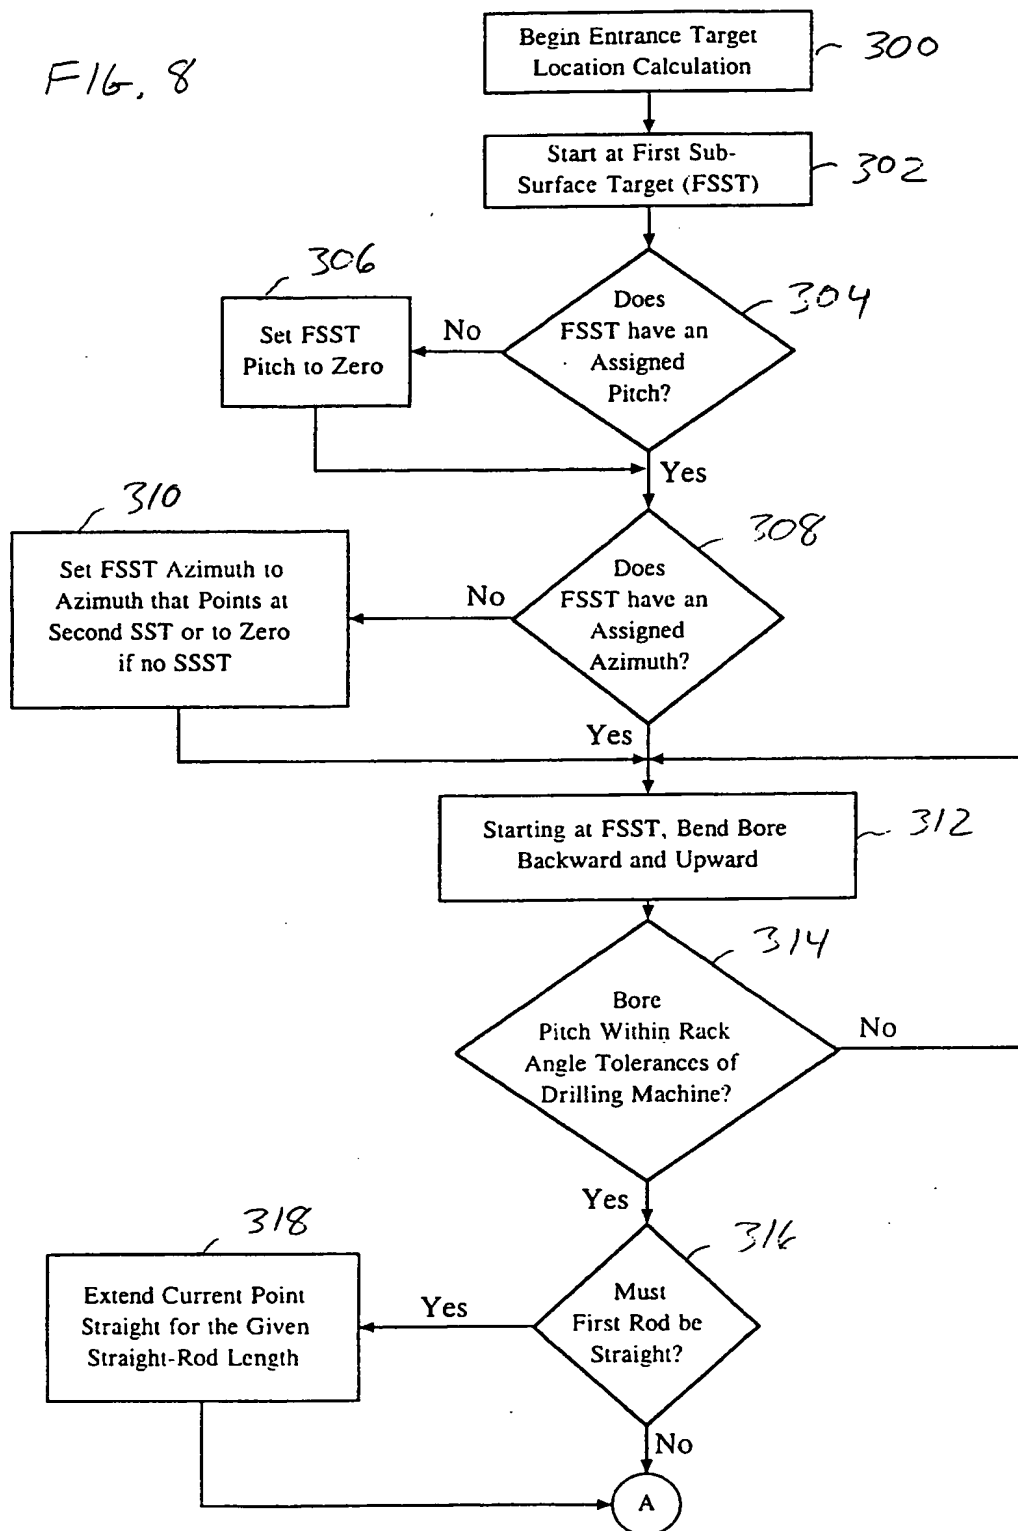 FIG. 8
Begin Entrance Target
Location Calculation
300
Start at First Sub-
Surface Target (FSST)
302
306
Set FSST
Pitch to Zero
No
Does
FSST have an
Assigned
Pitch?
304
Yes
310
Set FSST Azimuth to
Azimuth that Points at
Second SST or to Zero
if no SSST
No
Does
FSST have an
Assigned
Azimuth?
308
Yes
Starting at FSST, Bend Bore
Backward and Upward
312
314
Bore
Pitch Within Rack
Angle Tolerances of
Drilling Machine?
No
Yes
318
Extend Current Point
Straight for the Given
Straight-Rod Length
Yes
316
Must
First Rod be
Straight?
No
A